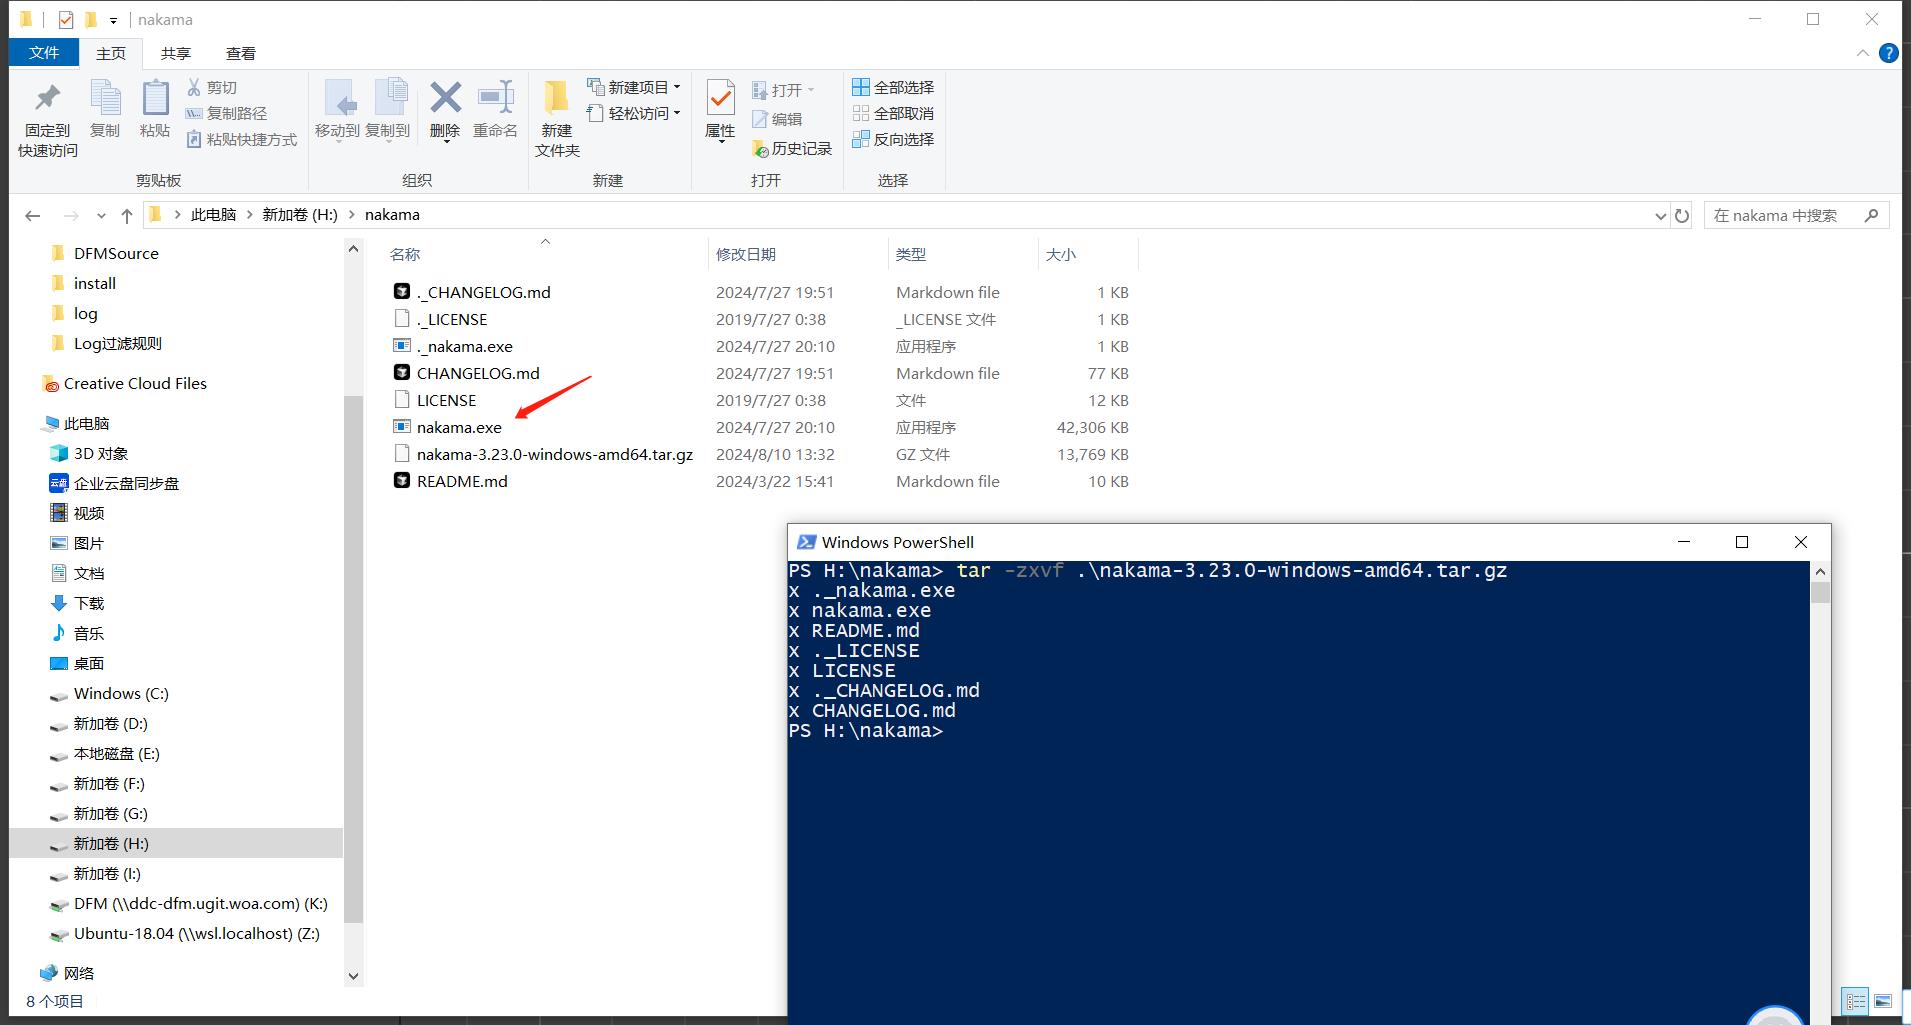 nakama
文件 主页 共享 查看
固定到
快速访问
复制
粘贴
剪切
复制路径
粘贴快捷方式
剪贴板
移动到
复制到
删除
重命名
组织
新建
文件夹
新建项目
轻松访问
新建
属性
打开
编辑
历史记录
打开
全部选择
全部取消
反向选择
选择
此电脑 新加卷 (H:) nakama
在 nakama 中搜索
DFMSource
install
log
Log过滤规则
Creative Cloud Files
此电脑
3D 对象
云盘 企业云盘同步盘
视频
图片
文档
下载
音乐
桌面
Windows (C:)
新加卷 (D:)
本地磁盘 (E:)
新加卷 (F:)
新加卷 (G:)
新加卷 (H:)
新加卷 (I:)
DFM (\\ddc-dfm.ugit.woa.com) (K:)
Ubuntu-18.04 (\\wsl.localhost) (Z:)
网络
8 个项目
名称 修改日期 类型 大小
._CHANGELOG.md 2024/7/27 19:51 Markdown file 1 KB
._LICENSE 2019/7/27 0:38 _LICENSE 文件 1 KB
._nakama.exe 2024/7/27 20:10 应用程序 1 KB
CHANGELOG.md 2024/7/27 19:51 Markdown file 77 KB
LICENSE 2019/7/27 0:38 文件 12 KB
nakama.exe 2024/7/27 20:10 应用程序 42,306 KB
nakama-3.23.0-windows-amd64.tar.gz 2024/8/10 13:32 GZ 文件 13,769 KB
README.md 2024/3/22 15:41 Markdown file 10 KB
Windows PowerShell
PS H:\nakama> tar -zxvf .\nakama-3.23.0-windows-amd64.tar.gz
x ._nakama.exe
x nakama.exe
x README.md
x ._LICENSE
x LICENSE
x ._CHANGELOG.md
x CHANGELOG.md
PS H:\nakama>